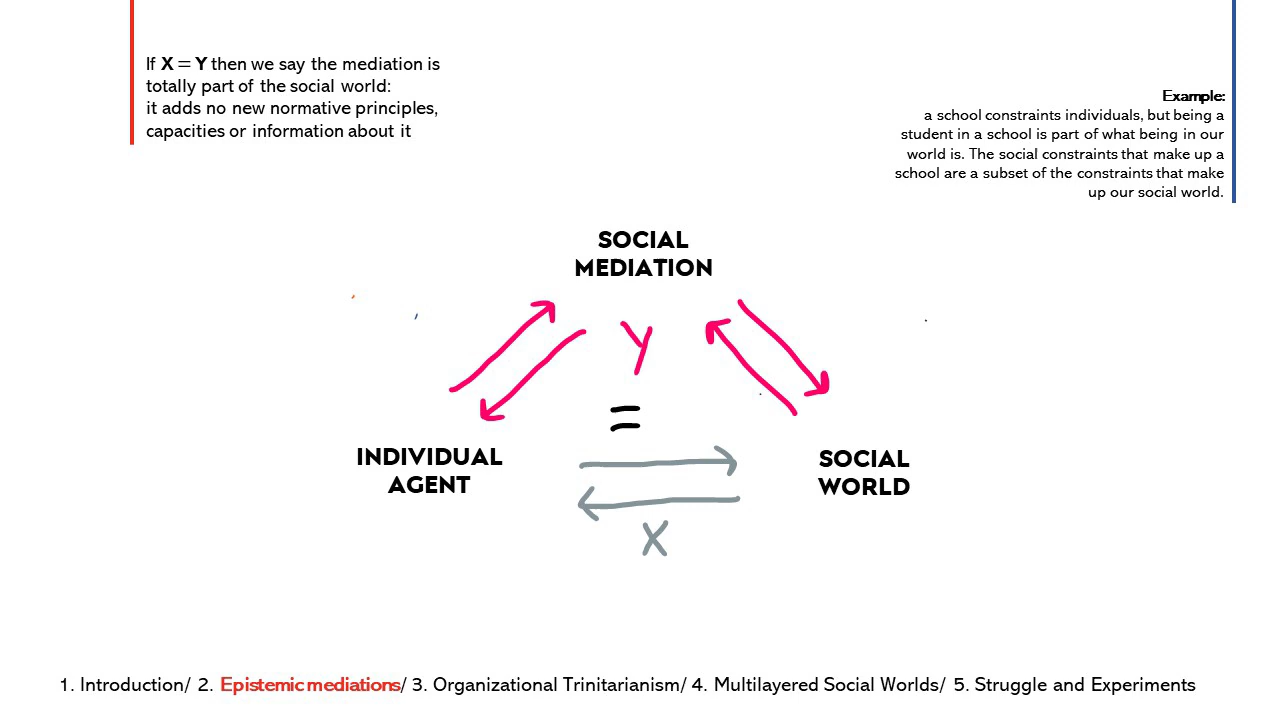 If X = Y then we say the mediation is
totally part of the social world:
it adds no new normative principles,
capacities or information about it
Example:
a school constraints individuals, but being a
student in a school is part of what being in our
world is. The social constraints that make up a
school are a subset of the constraints that make
up our social world.
SOCIAL
MEDIATION
Y
=
INDIVIDUAL
AGENT
SOCIAL
WORLD
X
1. Introduction/ 2. Epistemic mediations/ 3. Organizational Trinitarianism/ 4. Multilayered Social Worlds/ 5. Struggle and Experiments